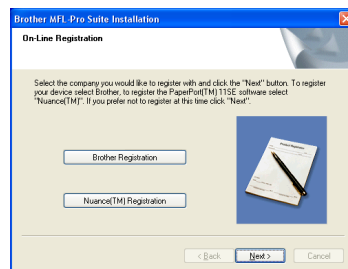 Brother MFL-Pro Suite Installation
On-Line Registration
Select the company you would like to register with and click the "Next" button. To register
your device select Brother, to register the PaperPort(TM) 11SE software select
"Nuance(TM)". If you prefer not to register at this time click "Next".
Brother Registration
Nuance(TM) Registration
Product Registration
< Back
Next >
Cancel